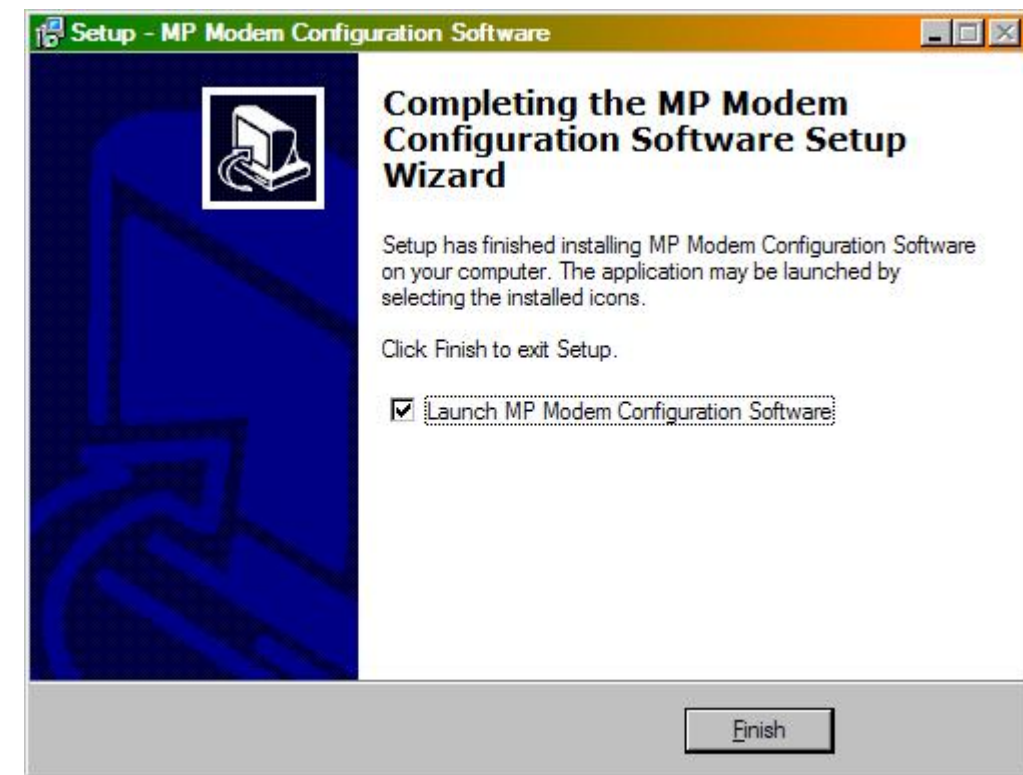 Setup - MP Modem Configuration Software
Completing the MP Modem
Configuration Software Setup
Wizard
Setup has finished installing MP Modem Configuration Software
on your computer. The application may be launched by
selecting the installed icons.
Click Finish to exit Setup.
Launch MP Modem Configuration Software
Finish